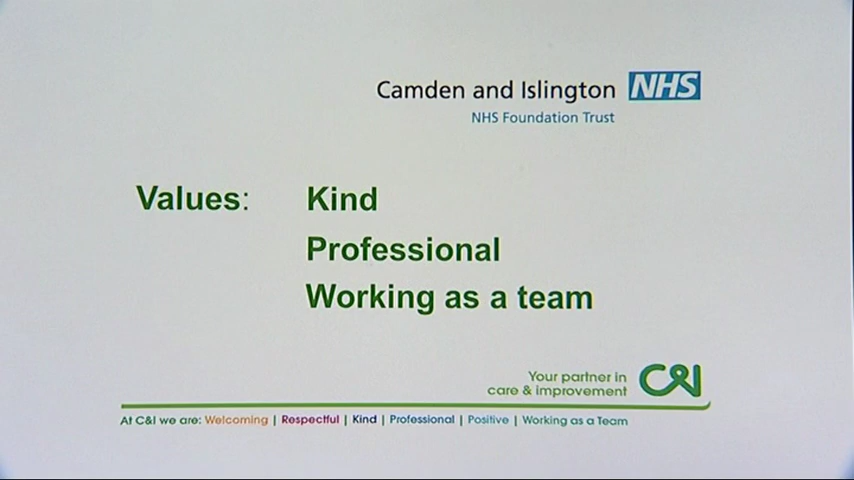 Camden and Islington NHS
NHS Foundation Trust
Values: Kind
Professional
Working as a team
Your partner in
care & improvement
C&I
At C&I we are: Welcoming | Respectful | Kind | Professional | Positive | Working as a Team